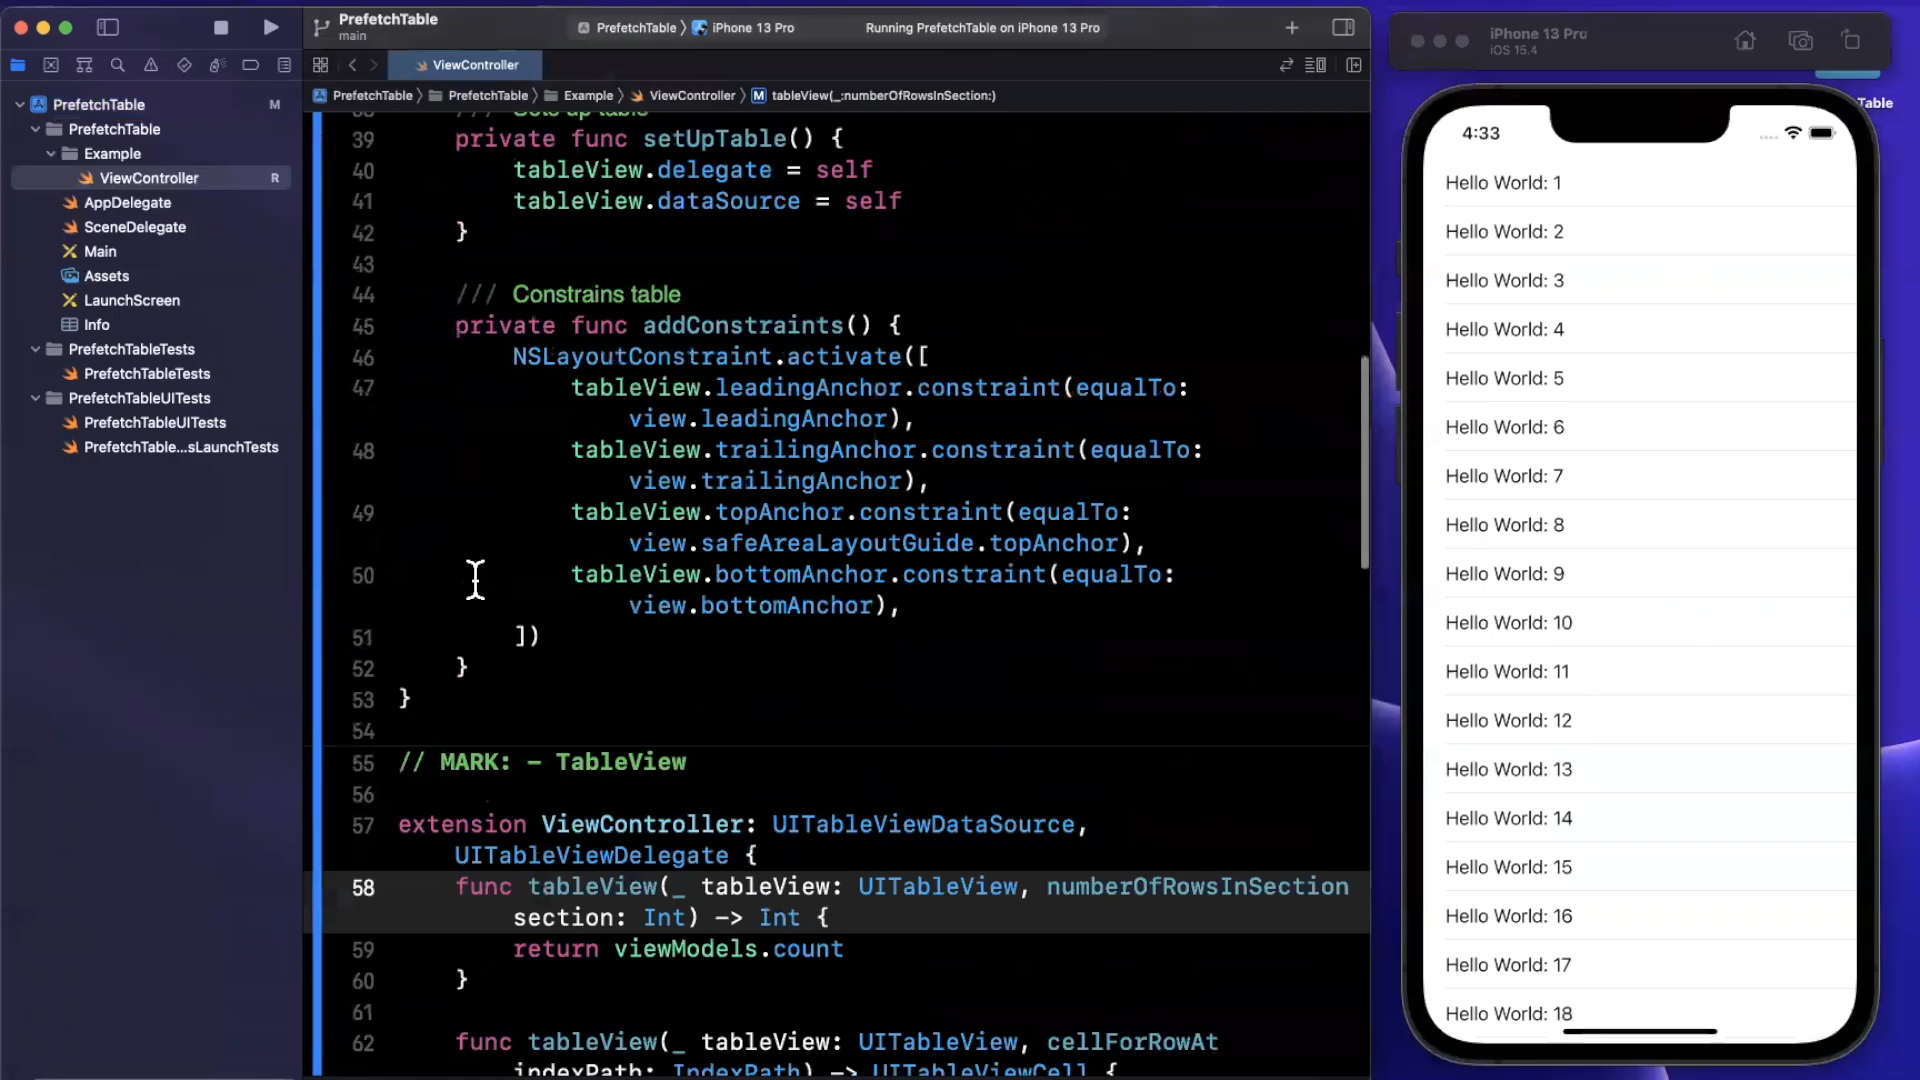 PrefetchTable
main
PrefetchTable
iPhone 13 Pro
Running PrefetchTable on iPhone 13 Pro
ViewController
PrefetchTable
PrefetchTable
Example
ViewController
M
tableView(_:numberOfRowsInSection:)
PrefetchTable
M
PrefetchTable
Example
ViewController
R
AppDelegate
SceneDelegate
Main
Assets
LaunchScreen
Info
PrefetchTableTests
PrefetchTableTests
PrefetchTableUITests
PrefetchTableUITests
PrefetchTable...sLaunchTests
38 /// Sets up table
39 private func setUpTable() {
40 tableView.delegate = self
41 tableView.dataSource = self
42 }
43
44 /// Constrains table
45 private func addConstraints() {
46 NSLayoutConstraint.activate([
47 tableView.leadingAnchor.constraint(equalTo:
view.leadingAnchor),
48 tableView.trailingAnchor.constraint(equalTo:
view.trailingAnchor),
49 tableView.topAnchor.constraint(equalTo:
view.safeAreaLayoutGuide.topAnchor),
50 tableView.bottomAnchor.constraint(equalTo:
view.bottomAnchor),
51 ])
52 }
53 }
54
55 // MARK: - TableView
56
57 extension ViewController: UITableViewDataSource,
UITableViewDelegate {
58 func tableView(_ tableView: UITableView, numberOfRowsInSection
section: Int) -> Int {
59 return viewModels.count
60 }
61
62 func tableView(_ tableView: UITableView, cellForRowAt
indexPath: IndexPath) -> UITableViewCell {
iPhone 13 Pro
iOS 15.4
Table
4:33
Hello World: 1
Hello World: 2
Hello World: 3
Hello World: 4
Hello World: 5
Hello World: 6
Hello World: 7
Hello World: 8
Hello World: 9
Hello World: 10
Hello World: 11
Hello World: 12
Hello World: 13
Hello World: 14
Hello World: 15
Hello World: 16
Hello World: 17
Hello World: 18